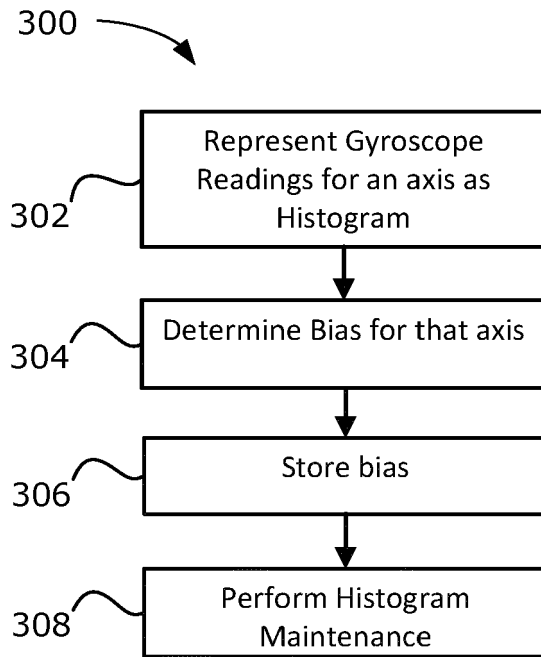 300
Represent Gyroscope
Readings for an axis as
Histogram
302
Determine Bias for that axis
304
Store bias
306
Perform Histogram
Maintenance
308